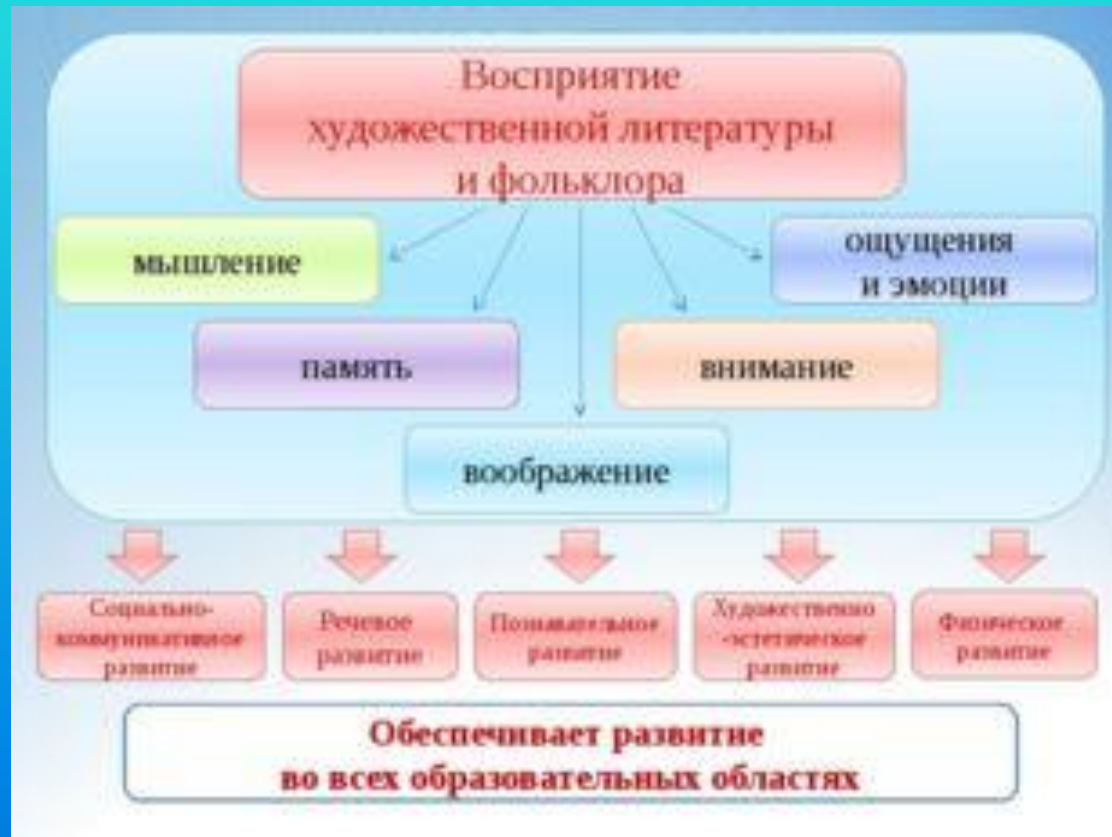 Восприятие
художественной литературы
и фольклора
мышление
ощущения
и эмоции
память
внимание
воображение
Социально-
коммуникативное
развитие
Речевое
развитие
Познавательное
развитие
Художественно
-эстетическое
развитие
Физическое
развитие
Обеспечивает развитие
во всех образовательных областях